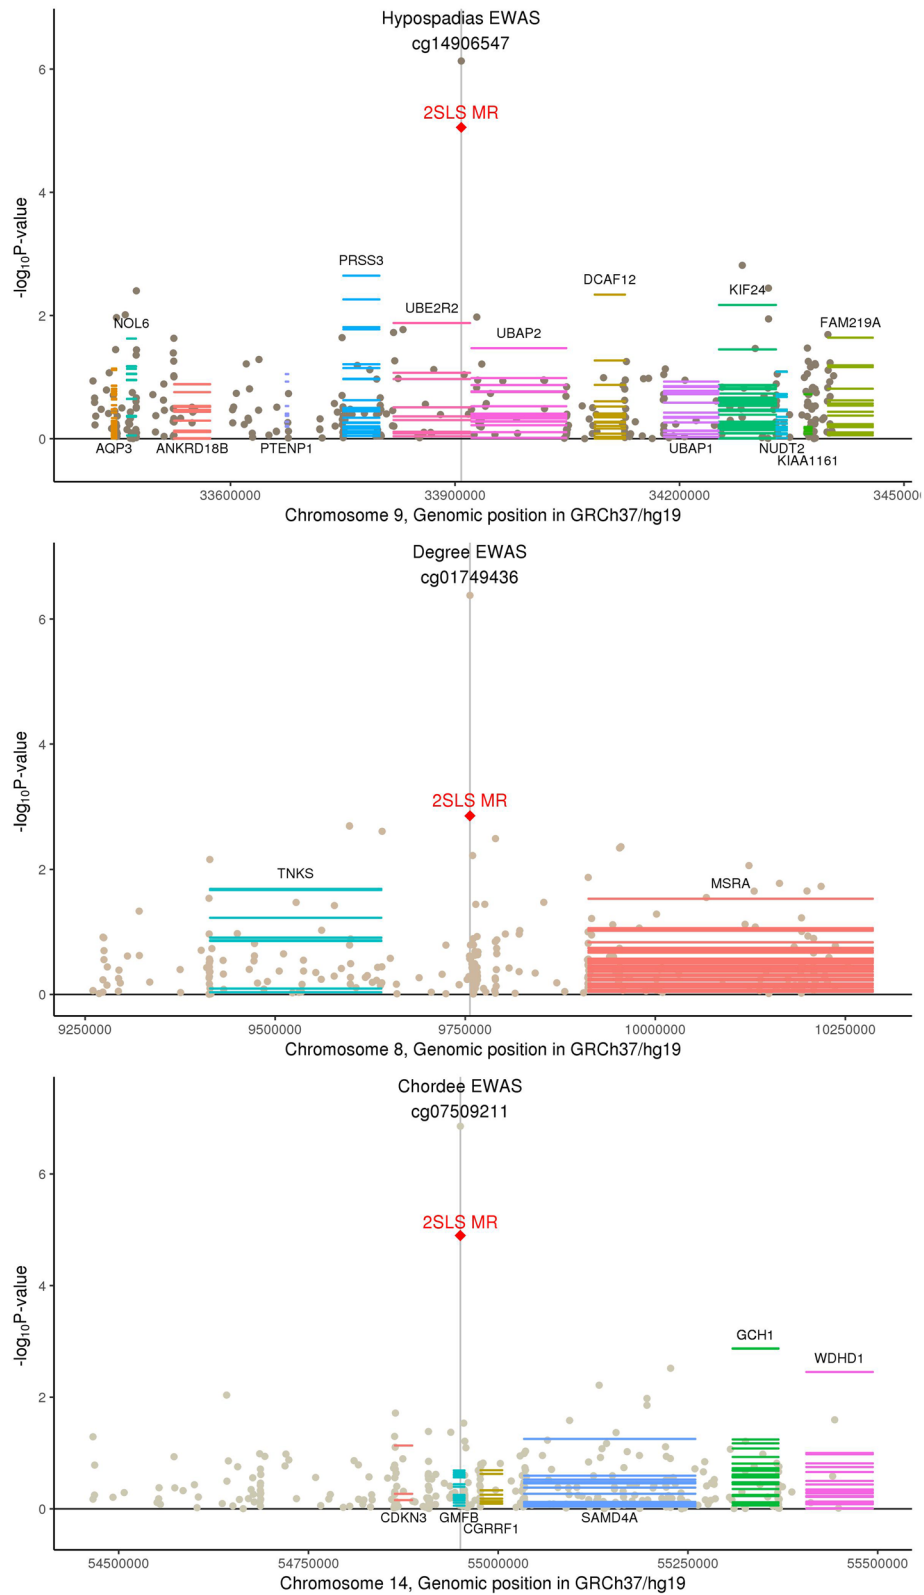 Hypospadias EWAS
cg14906547
6
2SLS MR
4
-log10P-value
PRSS3
DCAF12
KIF24
UBE2R2
FAM219A
NOL6
2
UBAP2
0
AQP3 ANKRD18B PTENP1 UBAP1 NUDT2
KIAA1161
33600000 33900000 34200000 3450000
Chromosome 9, Genomic position in GRCh37/hg19
Degree EWAS
cg01749436
6
4
-log10P-value
2SLS MR
2
TNKS
MSRA
0
9250000 9500000 9750000 10000000 10250000
Chromosome 8, Genomic position in GRCh37/hg19
Chordee EWAS
cg07509211
6
2SLS MR
4
-log10P-value
GCH1
WDHD1
2
0
CDKN3 GMFB SAMD4A
CGRRF1
54500000 54750000 55000000 55250000 55500000
Chromosome 14, Genomic position in GRCh37/hg19